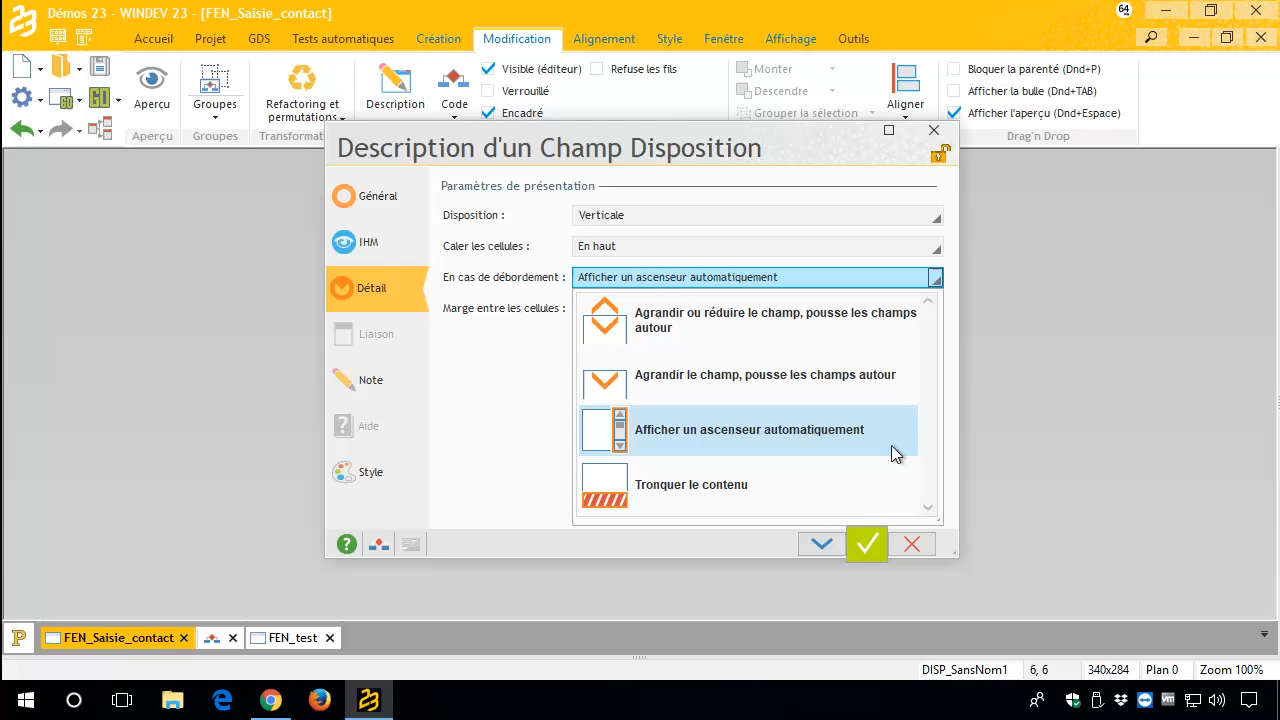 Démos 23 - WINDEV 23 - [FEN_Saisie_contact]
64
Accueil Projet GDS Tests automatiques Création Modification Alignement Style Fenêtre Affichage Outils
Aperçu
Groupes
Refactoring et
permutations
Description
Code
Visible (éditeur)
Verrouillé
Encadré
Refuse les fils
Monter
Descendre
Grouper la sélection
Aligner
Bloquer la parenté (Dnd+P)
Afficher la bulle (Dnd+TAB)
Afficher l'aperçu (Dnd+Espace)
Aperçu Groupes Transformat Drag'n Drop
Description d'un Champ Disposition
Général
IHM
Détail
Liaison
Note
Aide
Style
Paramètres de présentation
Disposition : Verticale
Caler les cellules : En haut
En cas de débordement : Afficher un ascenseur automatiquement
Marge entre les cellules :
Agrandir ou réduire le champ, pousse les champs
autour
Agrandir le champ, pousse les champs autour
Afficher un ascenseur automatiquement
Tronquer le contenu
FEN_Saisie_contact FEN_test
DISP_SansNom1 6, 6 340x284 Plan 0 Zoom 100%